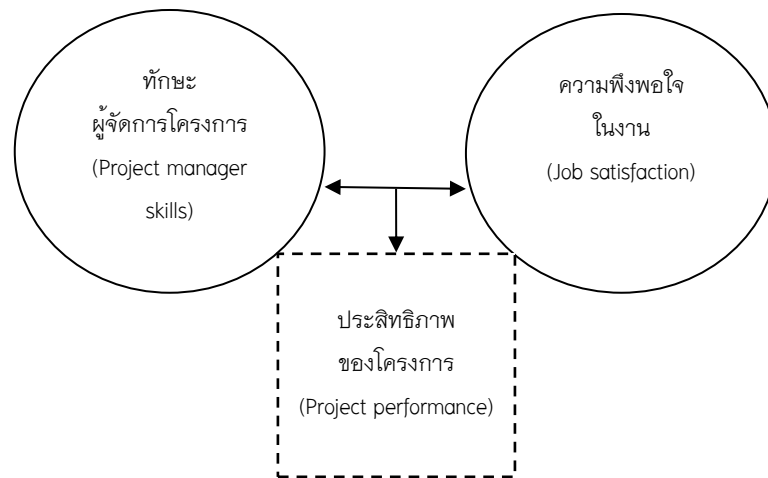 ทักษะ
ผู้จัดการโครงการ
(Project manager
skills)
ความพึงพอใจ
ในงาน
(Job satisfaction)
ประสิทธิภาพ
ของโครงการ
(Project performance)